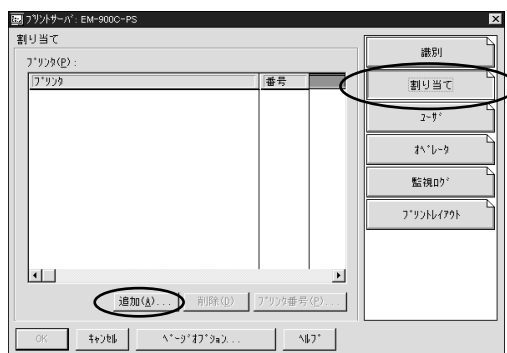 ﾌﾟﾘﾝﾄｻｰﾊﾞ: EM-900C-PS
割り当て
ﾌﾟﾘﾝﾀ(P) :
ﾌﾟﾘﾝﾀ 番号
追加(A)... 削除(D) ﾌﾟﾘﾝﾀ番号(P)...
OK ｷｬﾝｾﾙ ﾍﾟｰｼﾞｵﾌﾟｼｮﾝ... ﾍﾙﾌﾟ
識別
割り当て
ﾕｰｻﾞ
ｵﾍﾟﾚｰﾀ
監視ﾛｸﾞ
ﾌﾟﾘﾝﾄﾚｲｱｳﾄ